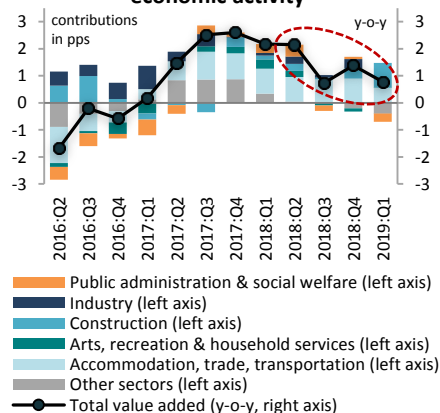 economic activity
contributions in pps
y-o-y
3 3
2 2
1 1
0 0
-1 -1
-2 -2
-3 -3
2016:Q2 2016:Q3 2016:Q4 2017:Q1 2017:Q2 2017:Q3 2017:Q4 2018:Q1 2018:Q2 2018:Q3 2018:Q4 2019:Q1
Public administration & social welfare (left axis)
Industry (left axis)
Construction (left axis)
Arts, recreation & household services (left axis)
Accommodation, trade, transportation (left axis)
Other sectors (left axis)
Total value added (y-o-y, right axis)